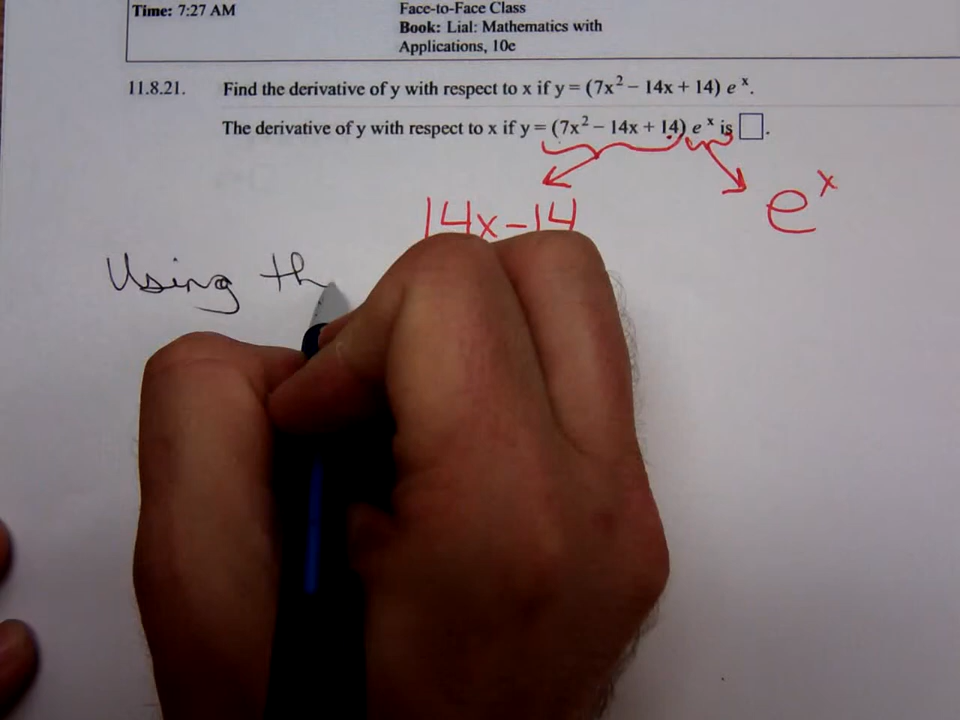 Time: 7:27 AM
Face-to-Face Class
Book: Lial: Mathematics with
Applications, 10e
11.8.21. Find the derivative of y with respect to x if y = (7x² − 14x + 14) e ˣ.
The derivative of y with respect to x if y = (7x² − 14x + 14) e ˣ is □.
14x − 14
eˣ
Using th